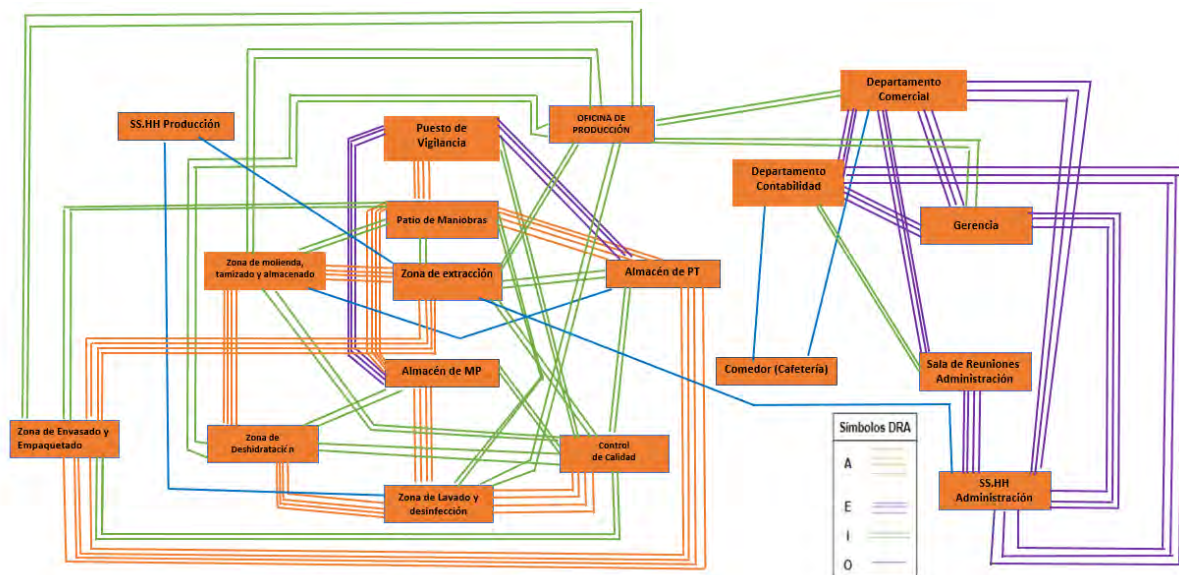 Departamento
Comercial
SS.HH Producción
OFICINA DE
PRODUCCIÓN
Puesto de
Vigilancia
Departamento
Contabilidad
Patio de Maniobras
Gerencia
Zona de molienda,
tamizado y almacenado
Zona de extracción
Almacén de PT
Almacén de MP
Comedor (Cafetería)
Sala de Reuniones
Administración
Zona de Envasado y
Empaquetado
Zona de
Deshidratación
Control
de Calidad
Zona de Lavado y
desinfección
SS.HH
Administración
Símbolos DRA
A
E
I
O